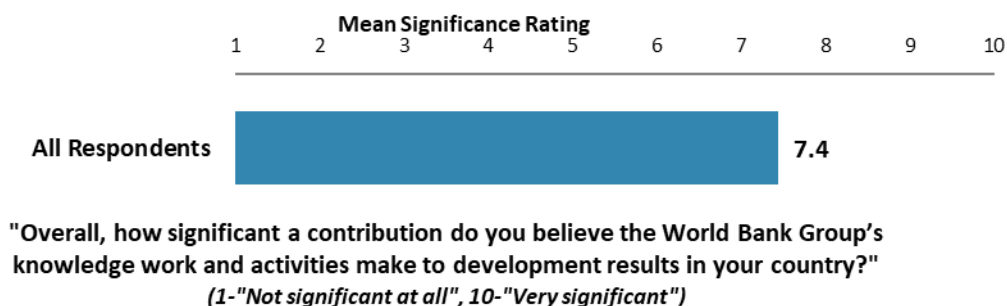 Mean Significance Rating
1 2 3 4 5 6 7 8 9 10
All Respondents 7.4
"Overall, how significant a contribution do you believe the World Bank Group’s
knowledge work and activities make to development results in your country?"
(1-"Not significant at all", 10-"Very significant")